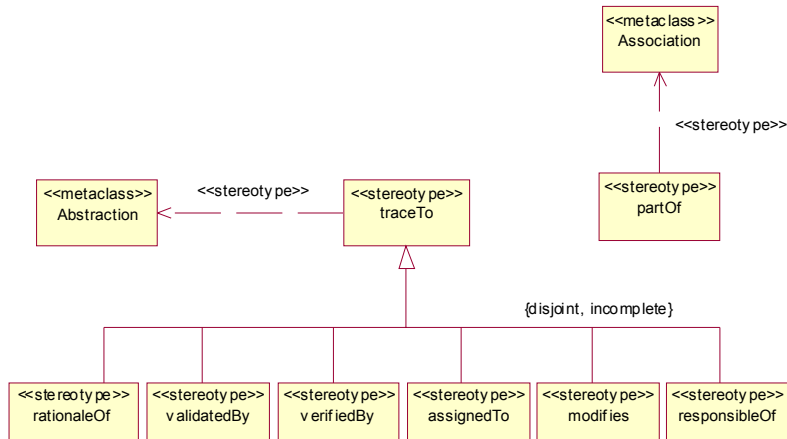 <<metaclass>>
Association
<<stereotype>>
<<metaclass>>
Abstraction
<<stereotype>>
<<stereotype>>
traceTo
<<stereotype>>
partOf
{disjoint, incomplete}
<<stereotype>>
rationaleOf
<<stereotype>>
validatedBy
<<stereotype>>
verifiedBy
<<stereotype>>
assignedTo
<<stereotype>>
modifies
<<stereotype>>
responsibleOf